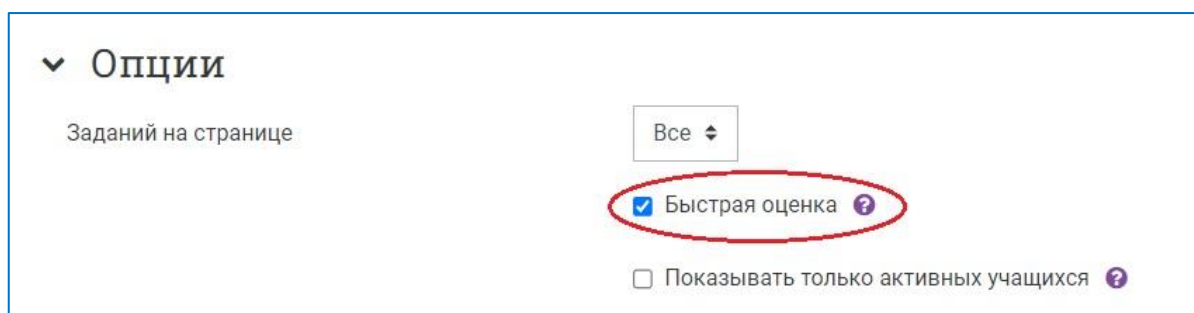 Опции
Заданий на странице
Все
Быстрая оценка
Показывать только активных учащихся